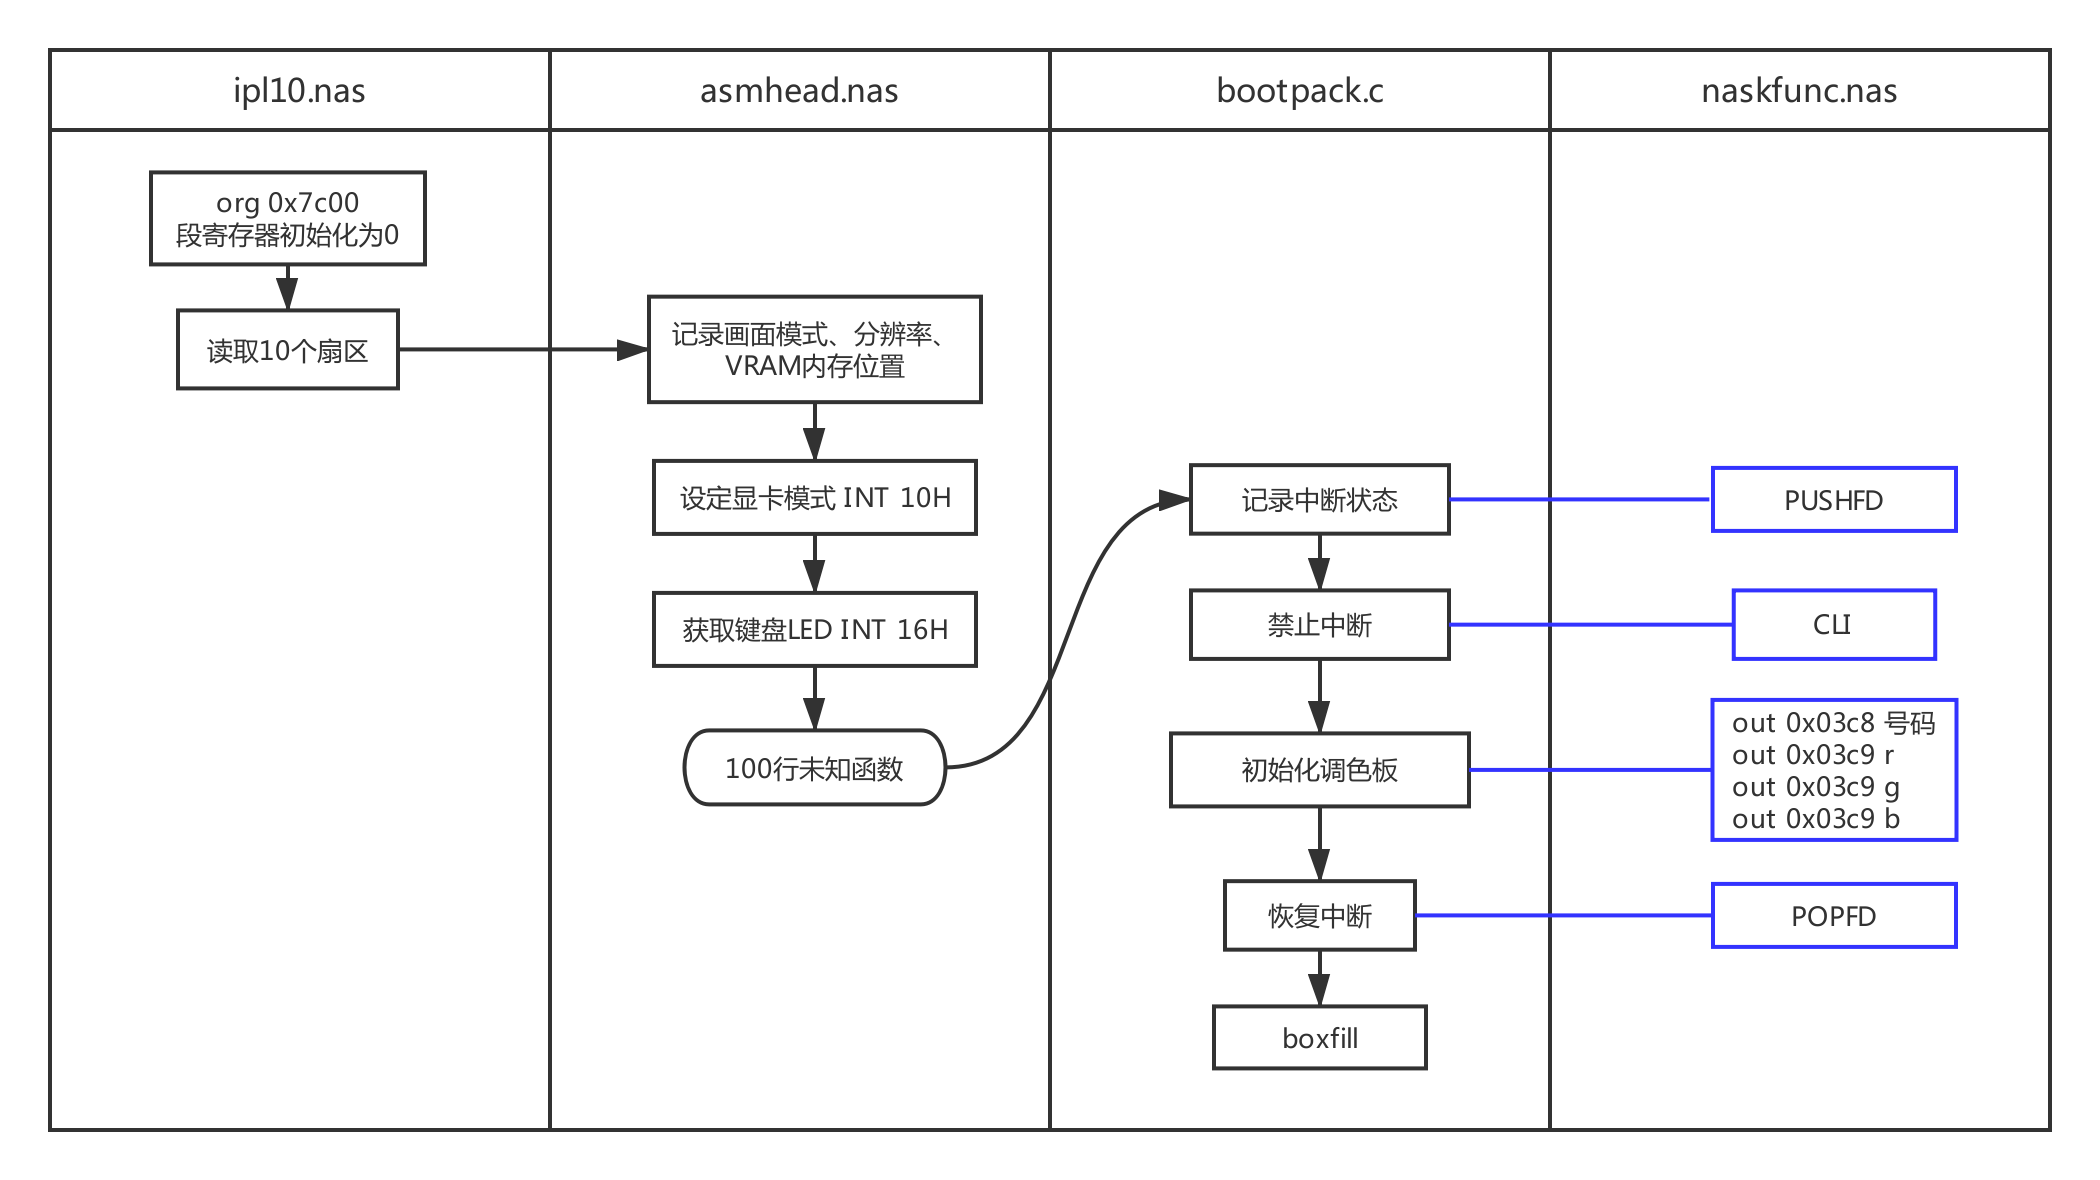 ipl10.nas
asmhead.nas
bootpack.c
naskfunc.nas
org 0x7c00
段寄存器初始化为0
读取10个扇区
记录画面模式、分辨率、
VRAM内存位置
设定显卡模式 INT 10H
获取键盘LED INT 16H
100行未知函数
记录中断状态
禁止中断
初始化调色板
恢复中断
boxfill
PUSHFD
CLI
out 0x03c8 号码
out 0x03c9 r
out 0x03c9 g
out 0x03c9 b
POPFD